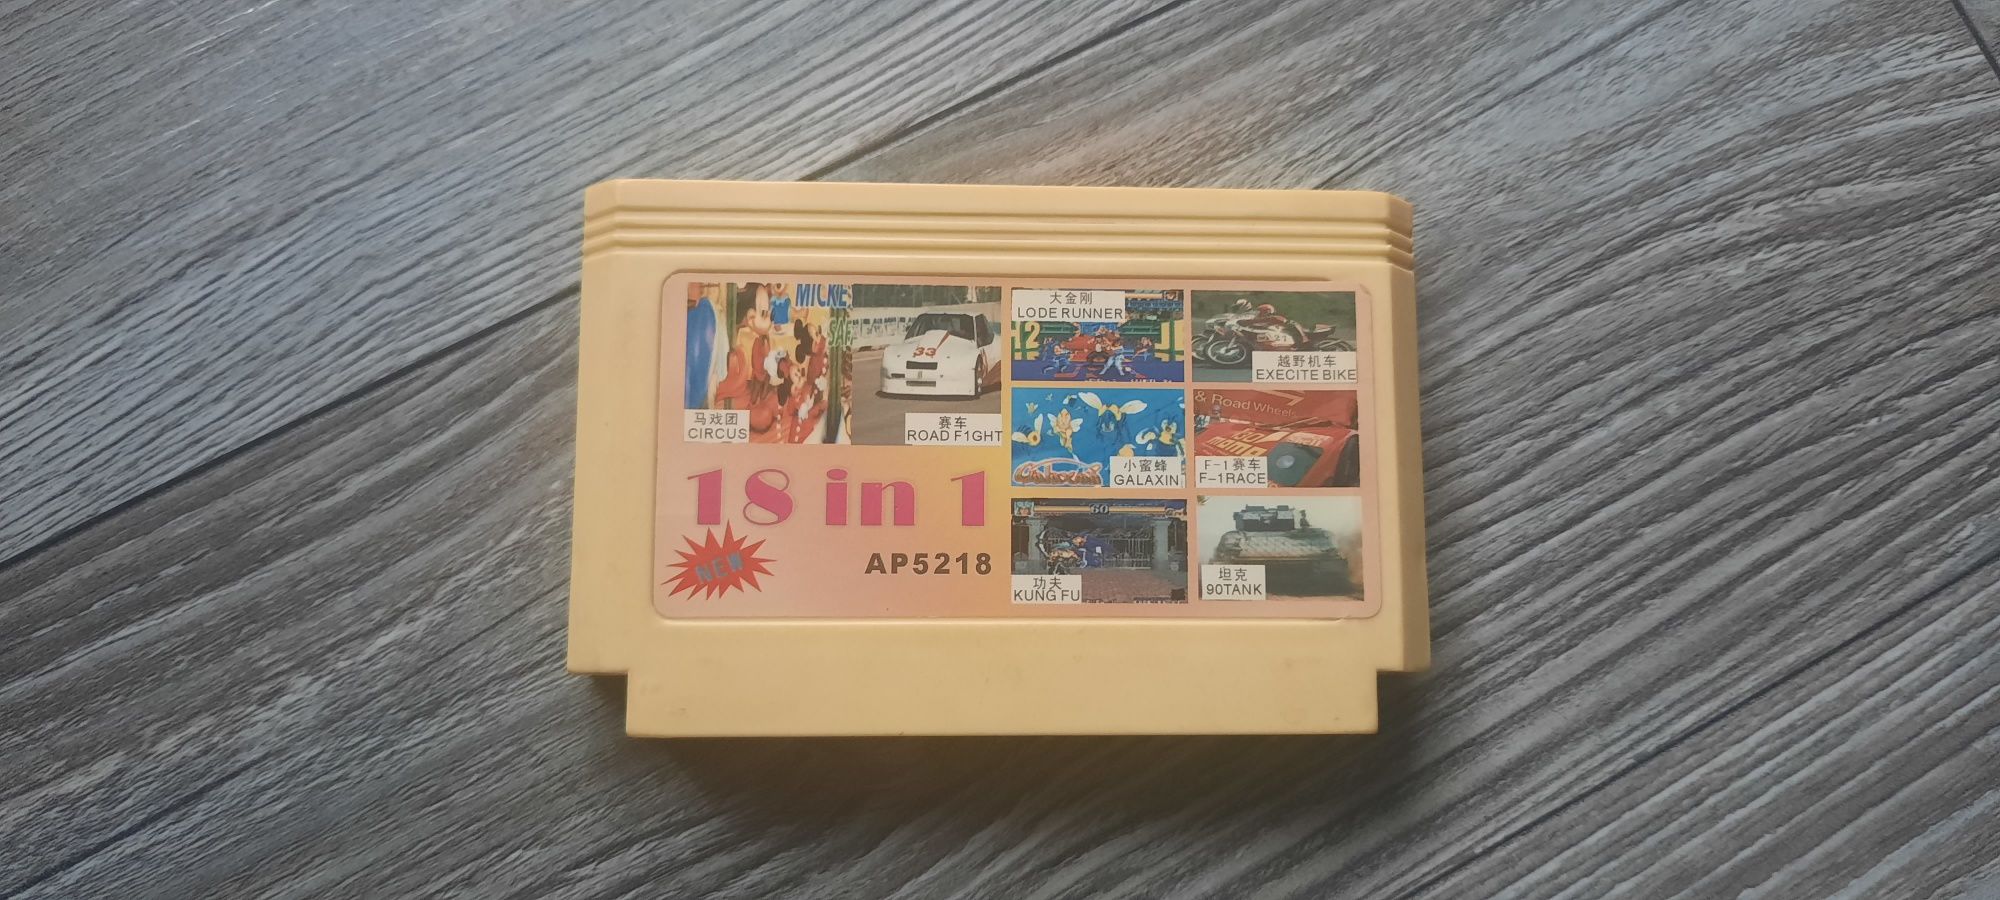 MICKE
SAF
33
马戏团
CIRCUS
赛车
ROAD F1GHT
大金刚
LODE RUNNER
12
越野机车
EXECITE BIKE
小蜜蜂
GALAXIN
& Road Wheels
F-1赛车
F-1RACE
60
功夫
KUNG FU
坦克
90TANK
18 in 1
NEW
AP5218